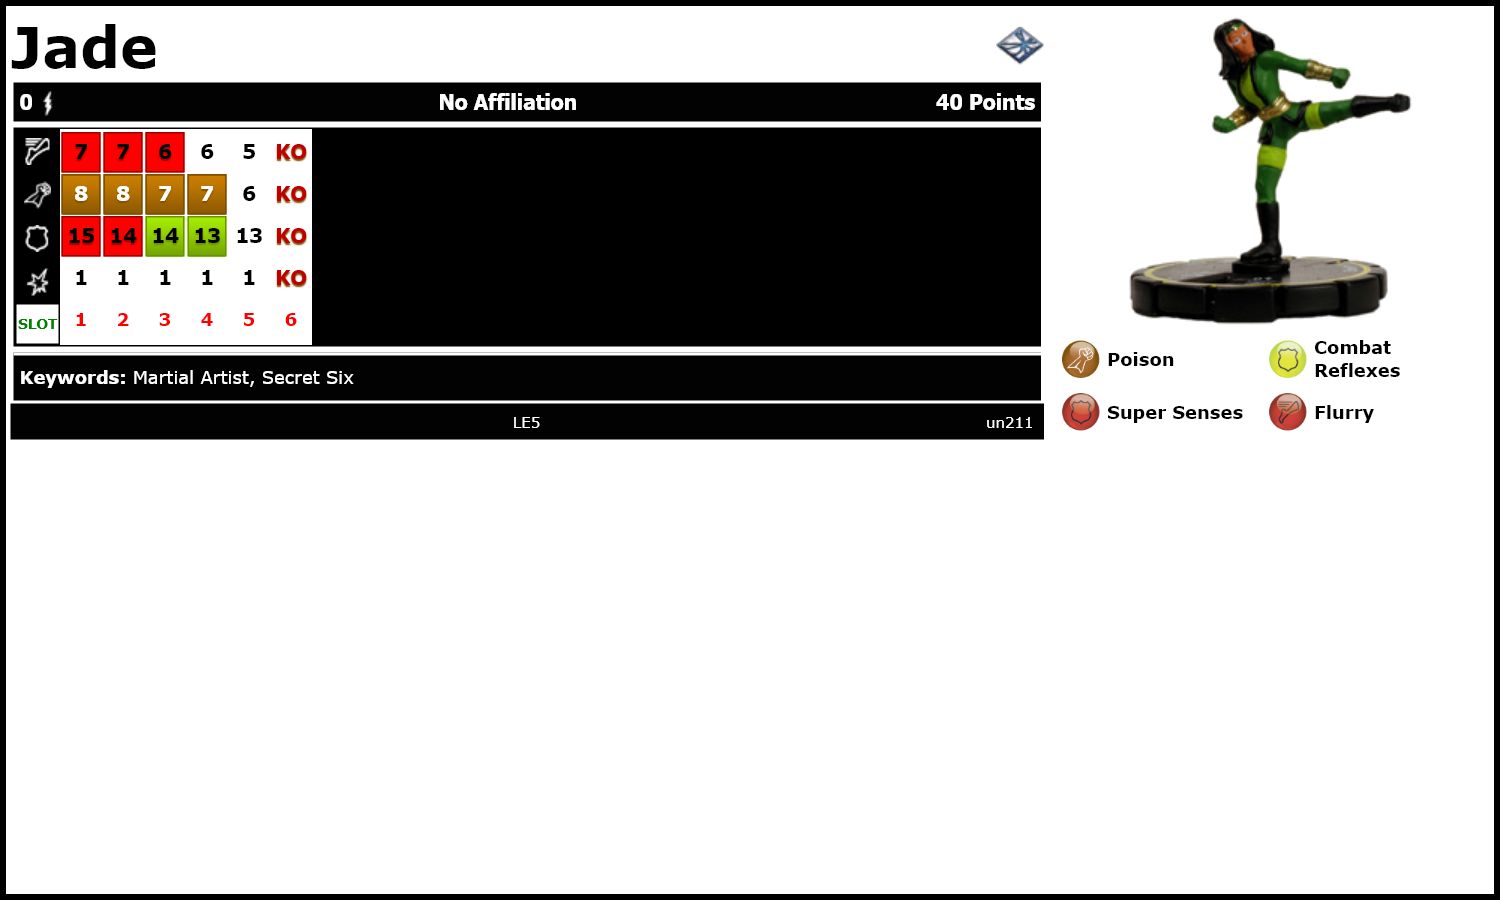 Jade
0 No Affiliation 40 Points
7 7 6 6 5 KO
8 8 7 7 6 KO
15 14 14 13 13 KO
1 1 1 1 1 KO
SLOT 1 2 3 4 5 6
Keywords: Martial Artist, Secret Six
LE5 un211
Poison
Combat
Reflexes
Super Senses
Flurry